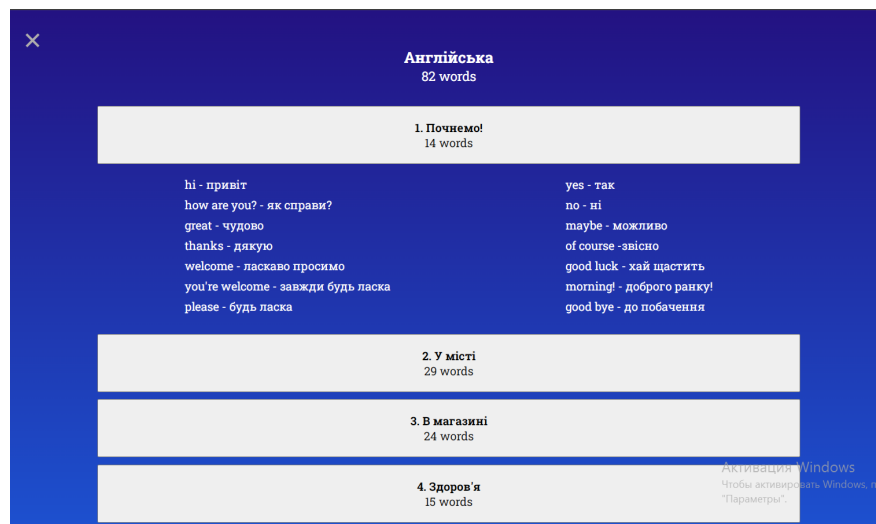 Англійська
82 words
1. Почнемо!
14 words
hi - привіт
how are you? - як справи?
great - чудово
thanks - дякую
welcome - ласкаво просимо
you're welcome - завжди будь ласка
please - будь ласка
yes - так
no - ні
maybe - можливо
of course -звісно
good luck - хай щастить
morning! - доброго ранку!
good bye - до побачення
2. У місті
29 words
3. В магазині
24 words
4. Здоров'я
15 words
Активация Windows
Чтобы активировать Windows,
"Параметры".